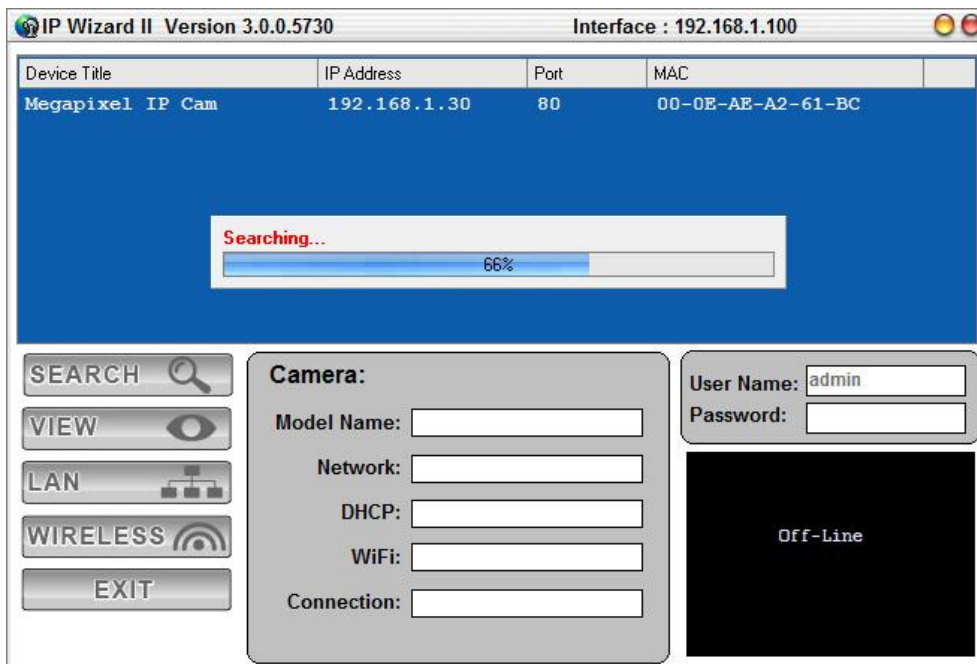 IP Wizard II Version 3.0.0.5730 Interface : 192.168.1.100
Device Title IP Address Port MAC
Megapixel IP Cam 192.168.1.30 80 00-0E-AE-A2-61-BC
Searching...
66%
SEARCH
VIEW
LAN
WIRELESS
EXIT
Camera:
Model Name:
Network:
DHCP:
WiFi:
Connection:
User Name: admin
Password:
Off-Line